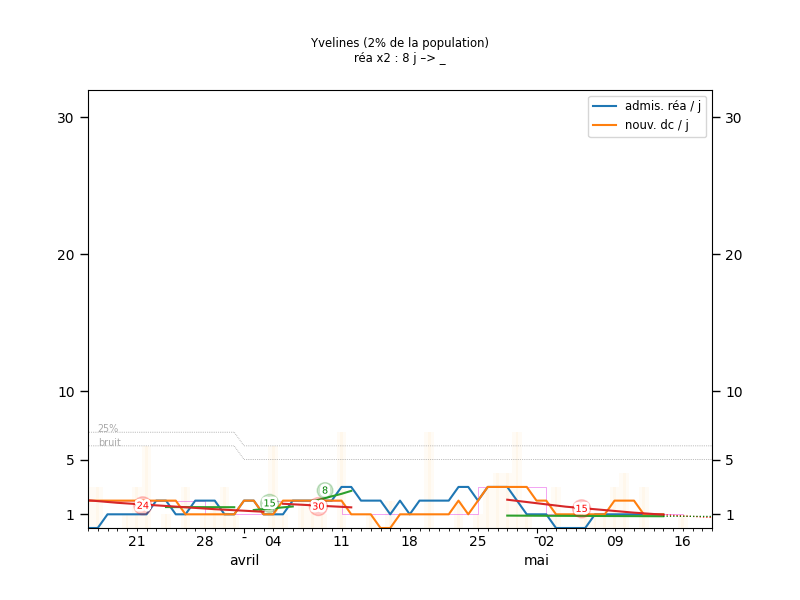 Yvelines (2% de la population)
réa x2 : 8 j −> _
admis. réa / j
nouv. dc / j
30 30
20 20
10 10
25%
bruit
5 5
8
15
24 30 15
1 1
21 28 - 04 11 18 25 -02 09 16
avril mai